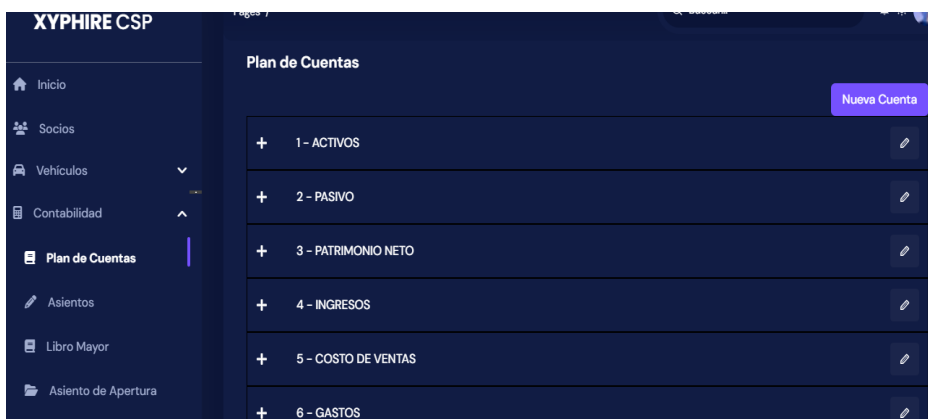 XYPHIRE CSP
Inicio
Socios
Vehículos
Contabilidad
Plan de Cuentas
Asientos
Libro Mayor
Asiento de Apertura
Plan de Cuentas
Nueva Cuenta
1 - ACTIVOS
2 - PASIVO
3 - PATRIMONIO NETO
4 - INGRESOS
5 - COSTO DE VENTAS
6 - GASTOS